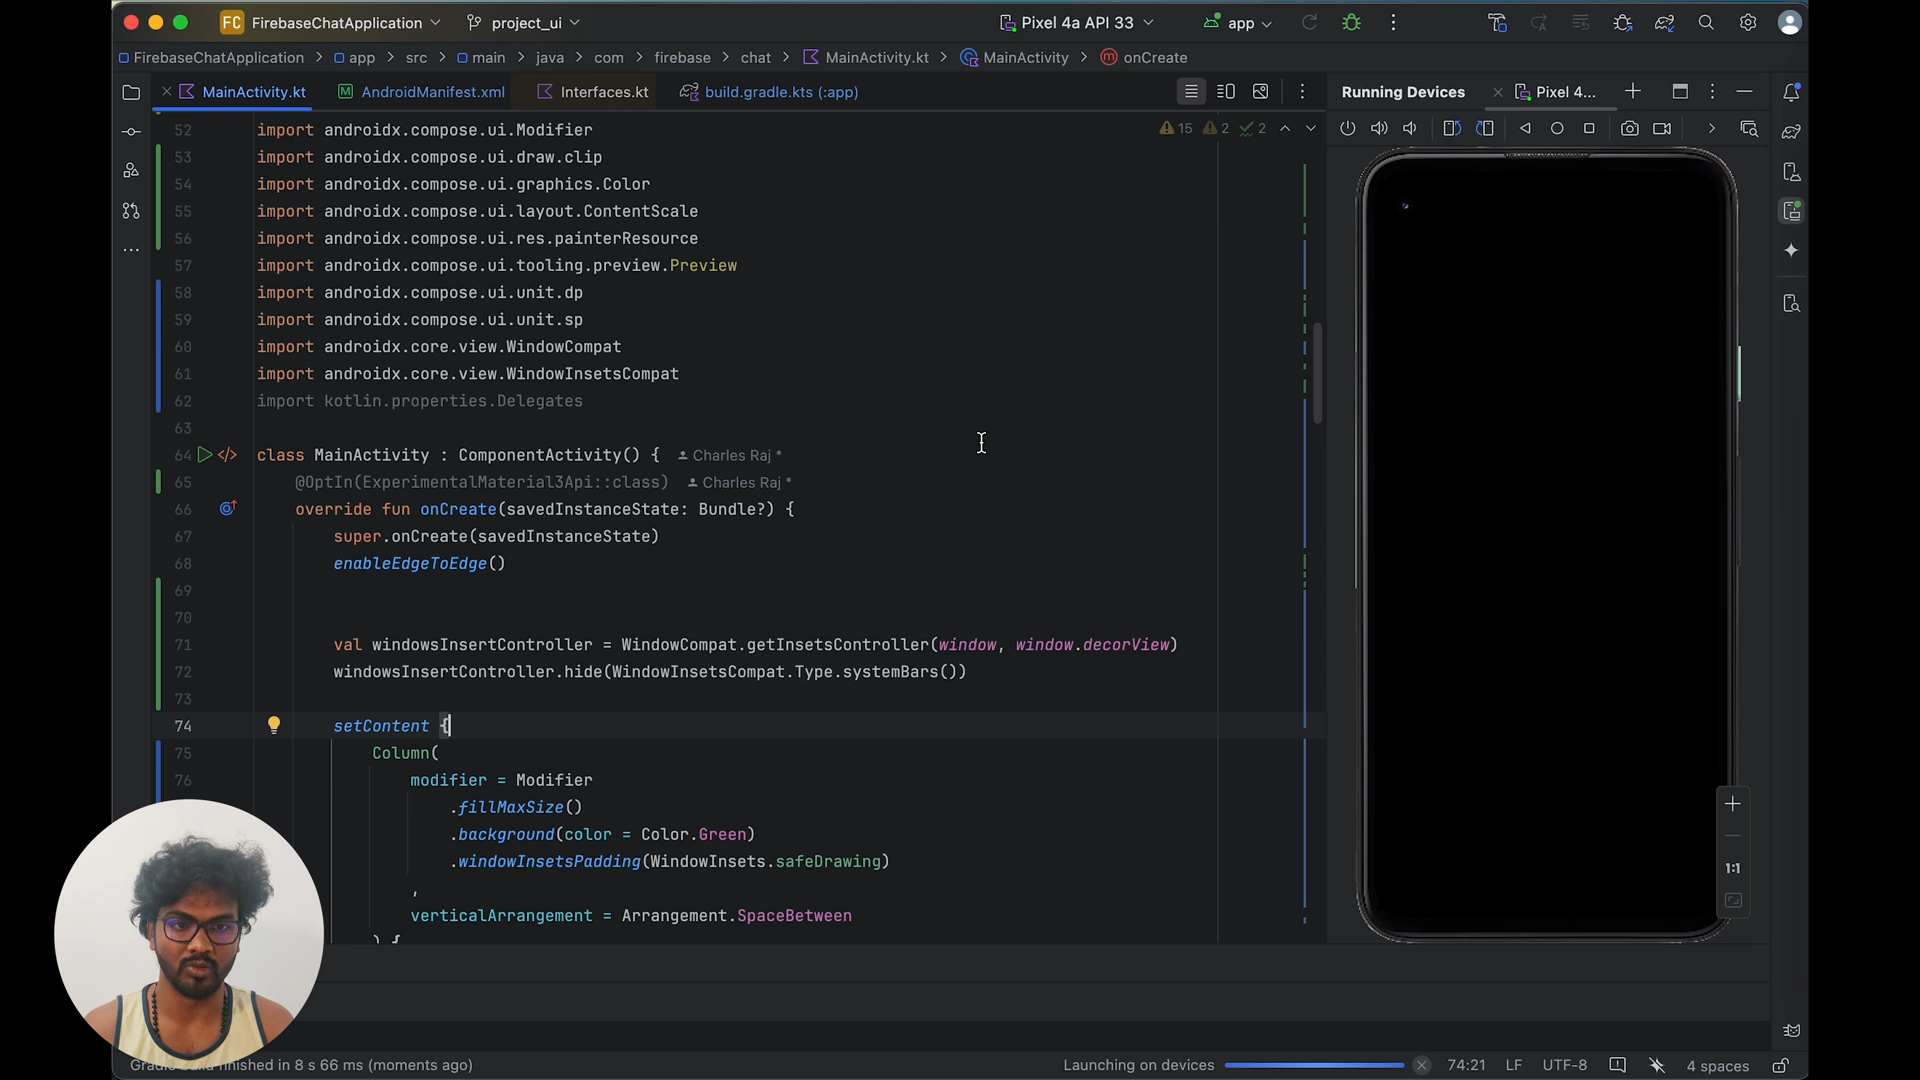 FC FirebaseChatApplication project_ui Pixel 4a API 33 app
FirebaseChatApplication app src main java com firebase chat MainActivity.kt MainActivity onCreate
MainActivity.kt AndroidManifest.xml Interfaces.kt build.gradle.kts (:app) Running Devices Pixel 4...
52 import androidx.compose.ui.Modifier 15 2 2
53 import androidx.compose.ui.draw.clip
54 import androidx.compose.ui.graphics.Color
55 import androidx.compose.ui.layout.ContentScale
56 import androidx.compose.ui.res.painterResource
57 import androidx.compose.ui.tooling.preview.Preview
58 import androidx.compose.ui.unit.dp
59 import androidx.compose.ui.unit.sp
60 import androidx.core.view.WindowCompat
61 import androidx.core.view.WindowInsetsCompat
62 import kotlin.properties.Delegates
63
64 class MainActivity : ComponentActivity() { Charles Raj *
65 @OptIn(ExperimentalMaterial3Api::class) Charles Raj *
66 override fun onCreate(savedInstanceState: Bundle?) {
67 super.onCreate(savedInstanceState)
68 enableEdgeToEdge()
69
70
71 val windowsInsertController = WindowCompat.getInsetsController(window, window.decorView)
72 windowsInsertController.hide(WindowInsetsCompat.Type.systemBars())
73
74 setContent {
75 Column(
76 modifier = Modifier
.fillMaxSize()
.background(color = Color.Green)
.windowInsetsPadding(WindowInsets.safeDrawing)
,
verticalArrangement = Arrangement.SpaceBetween
) {
1:1
finished in 8 s 66 ms (moments ago) Launching on devices 74:21 LF UTF-8 4 spaces